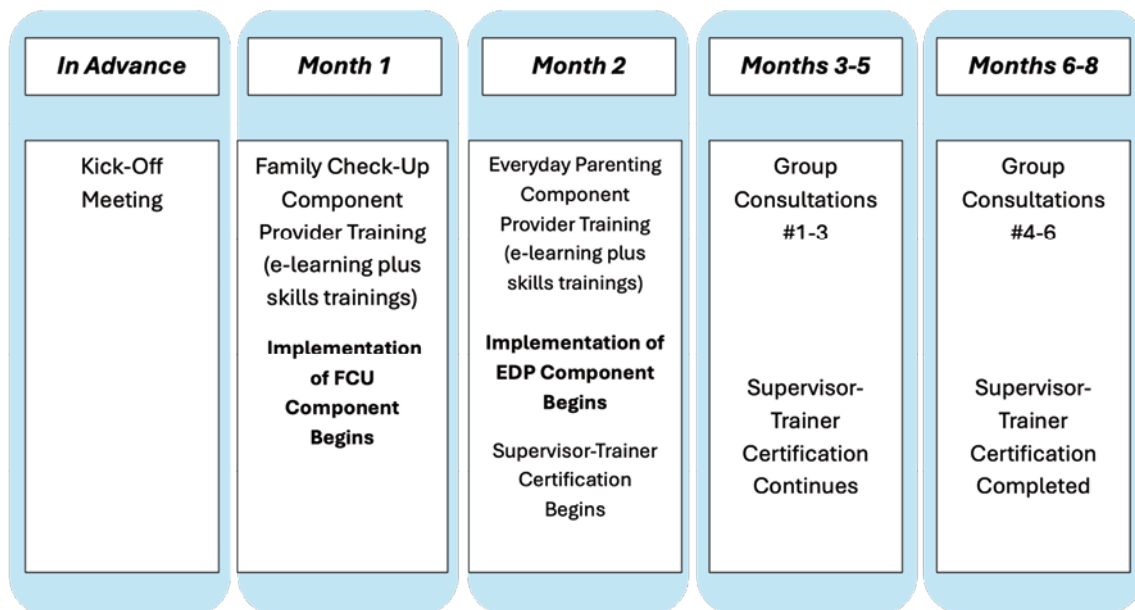 In Advance
Kick-Off
Meeting
Month 1
Family Check-Up
Component
Provider Training
(e-learning plus
skills trainings)
Implementation
of FCU
Component
Begins
Month 2
Everyday Parenting
Component
Provider Training
(e-learning plus
skills trainings)
Implementation of
EDP Component
Begins
Supervisor-Trainer
Certification
Begins
Months 3-5
Group
Consultations
#1-3
Supervisor-
Trainer
Certification
Continues
Months 6-8
Group
Consultations
#4-6
Supervisor-
Trainer
Certification
Completed